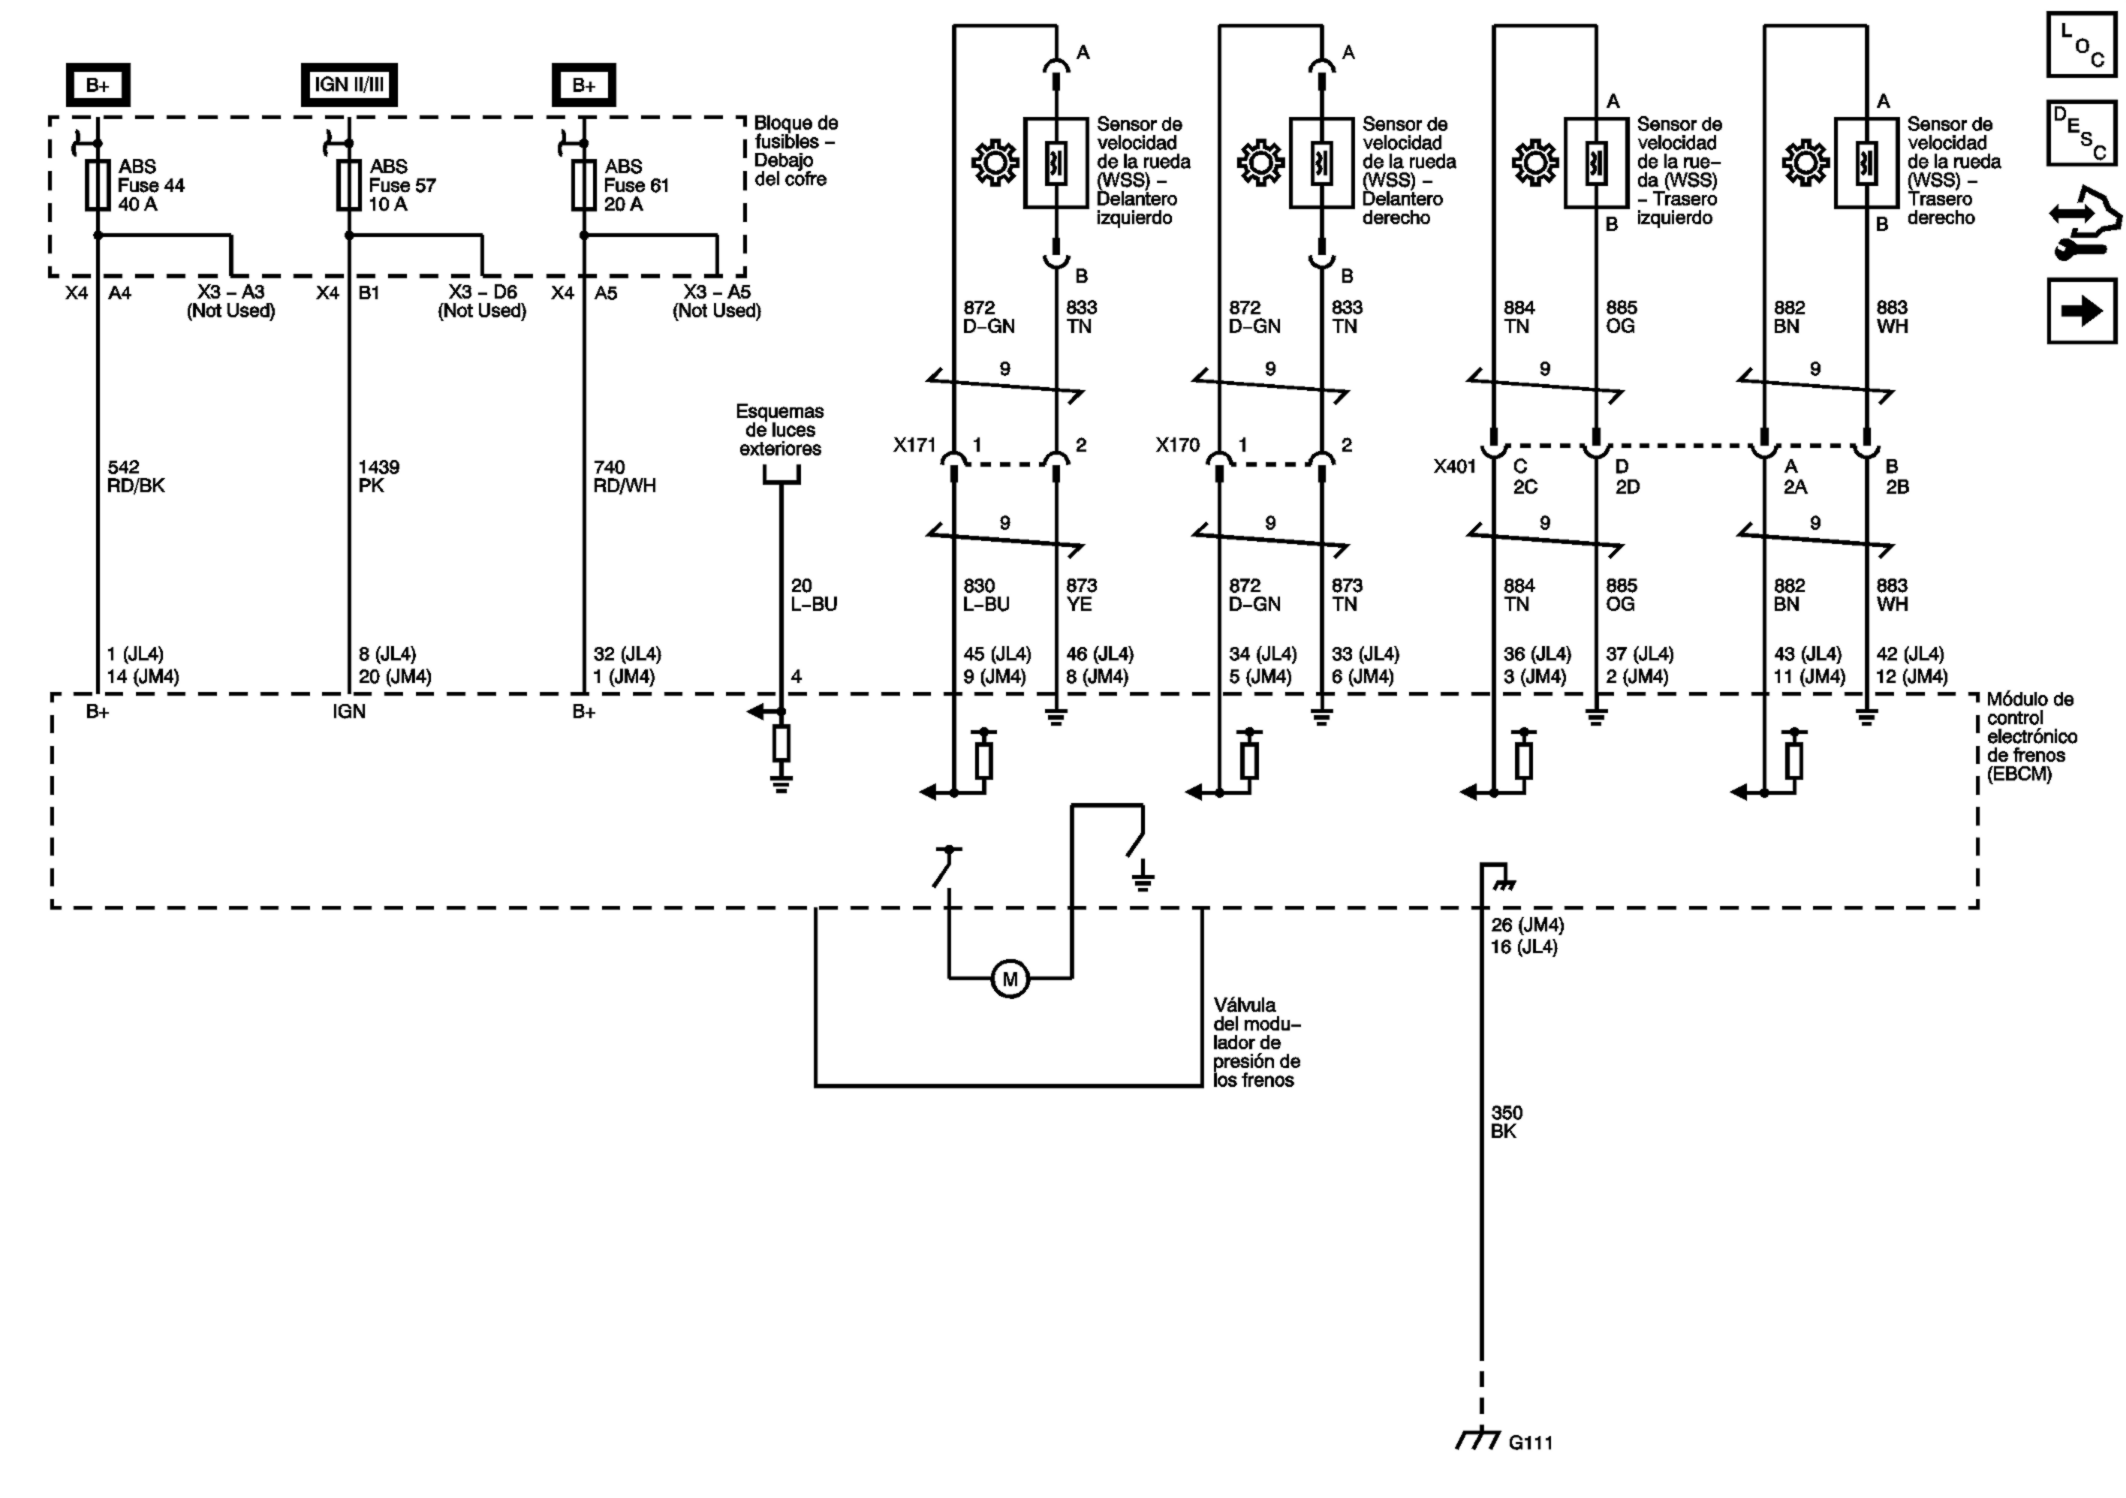 B+
IGN II/III
B+
ABS
Fuse 44
40 A
ABS
Fuse 57
10 A
ABS
Fuse 61
20 A
Bloque de
fusibles –
Debajo
del cofre
X4 A4
X3 – A3
(Not Used)
X4 B1
X3 – D6
(Not Used)
X4 A5
X3 – A5
(Not Used)
A
Sensor de
velocidad
de la rueda
(WSS) –
Delantero
izquierdo
B
A
Sensor de
velocidad
de la rueda
(WSS) –
Delantero
derecho
B
A
Sensor de
velocidad
de la rue–
da (WSS)
– Trasero
izquierdo
B
A
Sensor de
velocidad
de la rueda
(WSS) –
Trasero
derecho
B
L
O
C
D
E
S
C
872
D–GN
833
TN
872
D–GN
833
TN
884
TN
885
OG
882
BN
883
WH
9
9
9
9
Esquemas
de luces
exteriores
X171 1 2
X170 1 2
X401 C D A B
2C 2D 2A 2B
542
RD/BK
1439
PK
740
RD/WH
9
9
9
9
20
L–BU
830
L–BU
873
YE
872
D–GN
873
TN
884
TN
885
OG
882
BN
883
WH
1 (JL4)
14 (JM4)
8 (JL4)
20 (JM4)
32 (JL4)
1 (JM4)
4
45 (JL4)
9 (JM4)
46 (JL4)
8 (JM4)
34 (JL4)
5 (JM4)
33 (JL4)
6 (JM4)
36 (JL4)
3 (JM4)
37 (JL4)
2 (JM4)
43 (JL4)
11 (JM4)
42 (JL4)
12 (JM4)
B+
IGN
B+
Módulo de
control
electrónico
de frenos
(EBCM)
26 (JM4)
16 (JL4)
M
Válvula
del modu–
lador de
presión de
los frenos
350
BK
G111